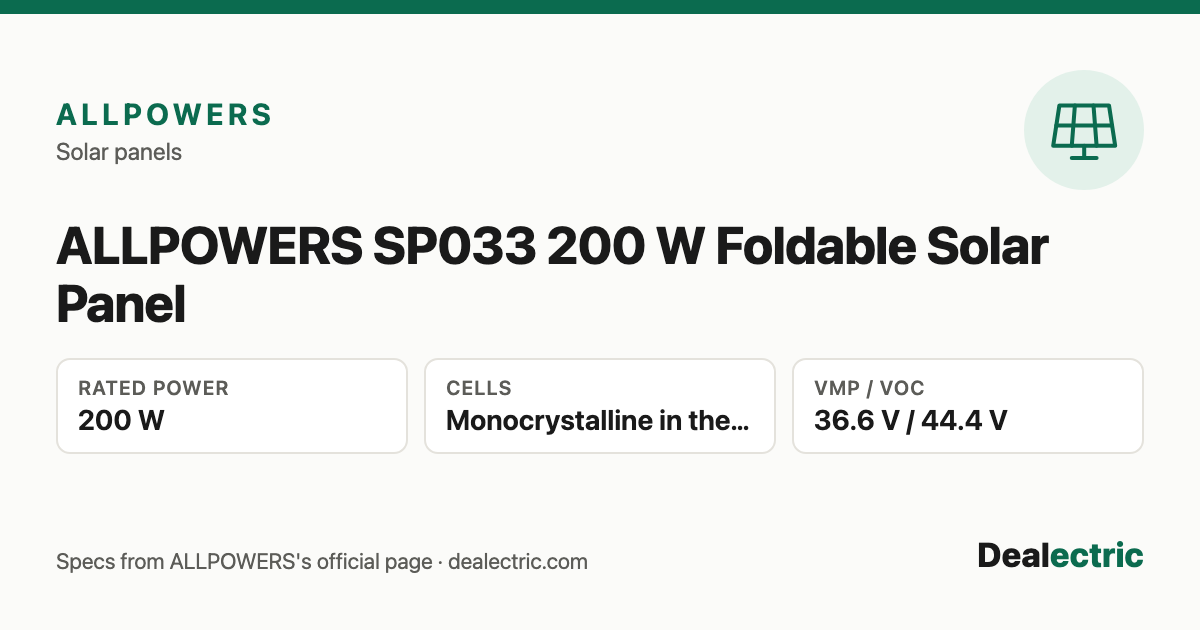 ALLPOWERS
Solar panels
ALLPOWERS SP033 200 W Foldable Solar
Panel
RATED POWER
200 W
CELLS
Monocrystalline in the…
VMP / VOC
36.6 V / 44.4 V
Specs from ALLPOWERS's official page · dealectric.com
Dealectric